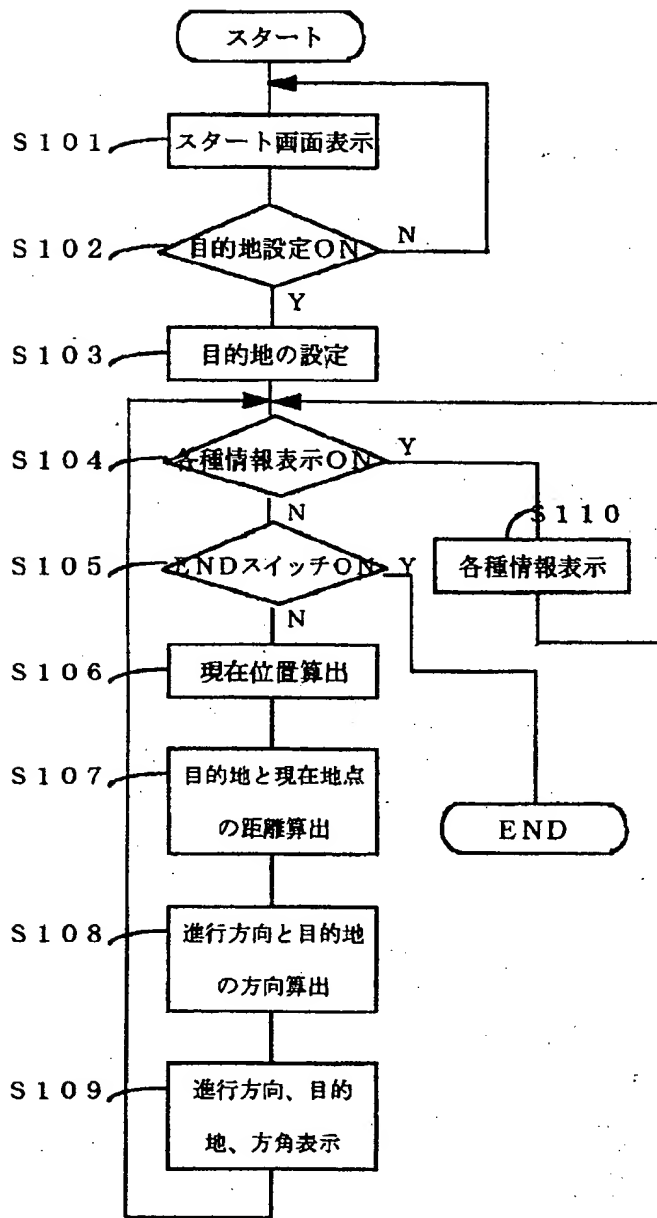 スタート
S101
スタート画面表示
S102
目的地設定ON
N
Y
S103
目的地の設定
S104
各種情報表示ON
Y
N
S110
各種情報表示
S105
ENDスイッチON
Y
N
S106
現在位置算出
S107
目的地と現在地点
の距離算出
END
S108
進行方向と目的地
の方向算出
S109
進行方向、目的
地、方角表示